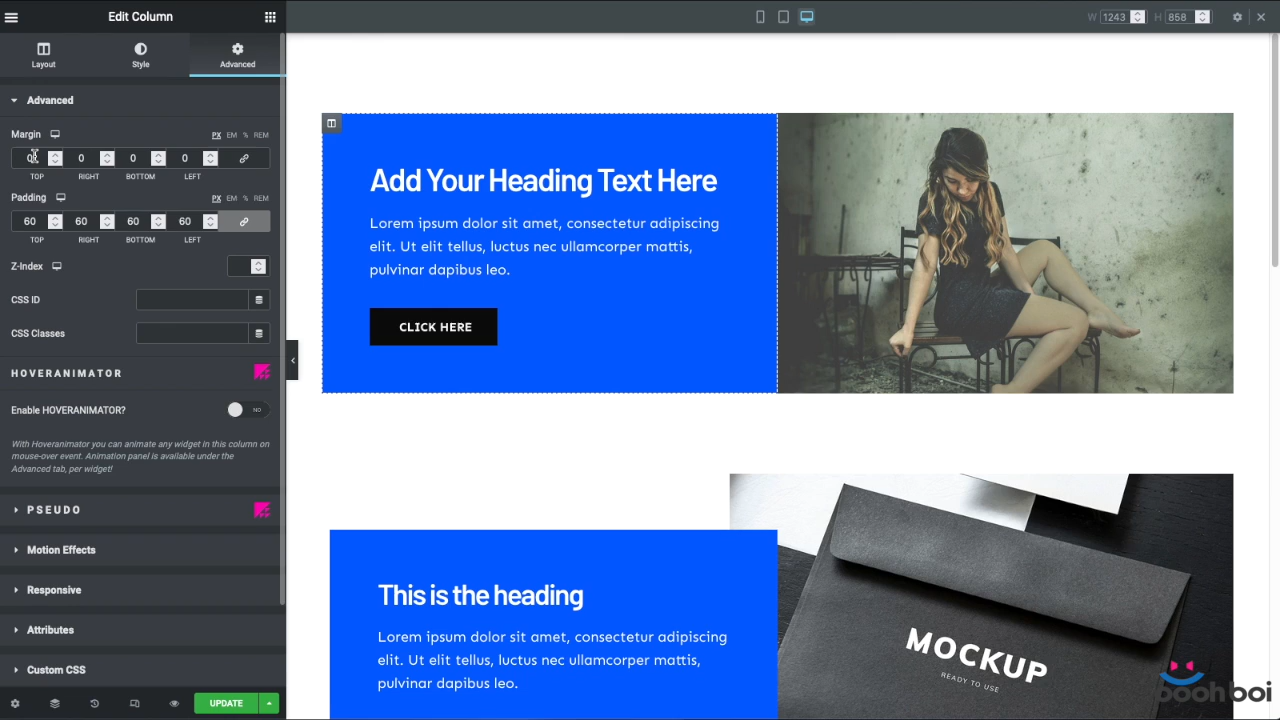 Edit Column
W 1243 H 858
Layout
Style
Advanced
Advanced
Margin PX EM % REM
0 0 0 0
TOP RIGHT BOTTOM LEFT
Padding PX EM % REM
60 60 60 60
TOP RIGHT BOTTOM LEFT
Z-Index
CSS ID
CSS Classes
HOVERANIMATOR
Enable HOVERANIMATOR? NO
With Hoveranimator you can animate any widget in this column on
mouse-over event. Animation panel is available under the
Advanced tab, per widget!
PSEUDO
Motion Effects
Responsive
Attributes
Custom CSS
UPDATE
Add Your Heading Text Here
Lorem ipsum dolor sit amet, consectetur adipiscing
elit. Ut elit tellus, luctus nec ullamcorper mattis,
pulvinar dapibus leo.
CLICK HERE
This is the heading
Lorem ipsum dolor sit amet, consectetur adipiscing
elit. Ut elit tellus, luctus nec ullamcorper mattis,
pulvinar dapibus leo.
MOCKUP
READY TO USE
boohboi